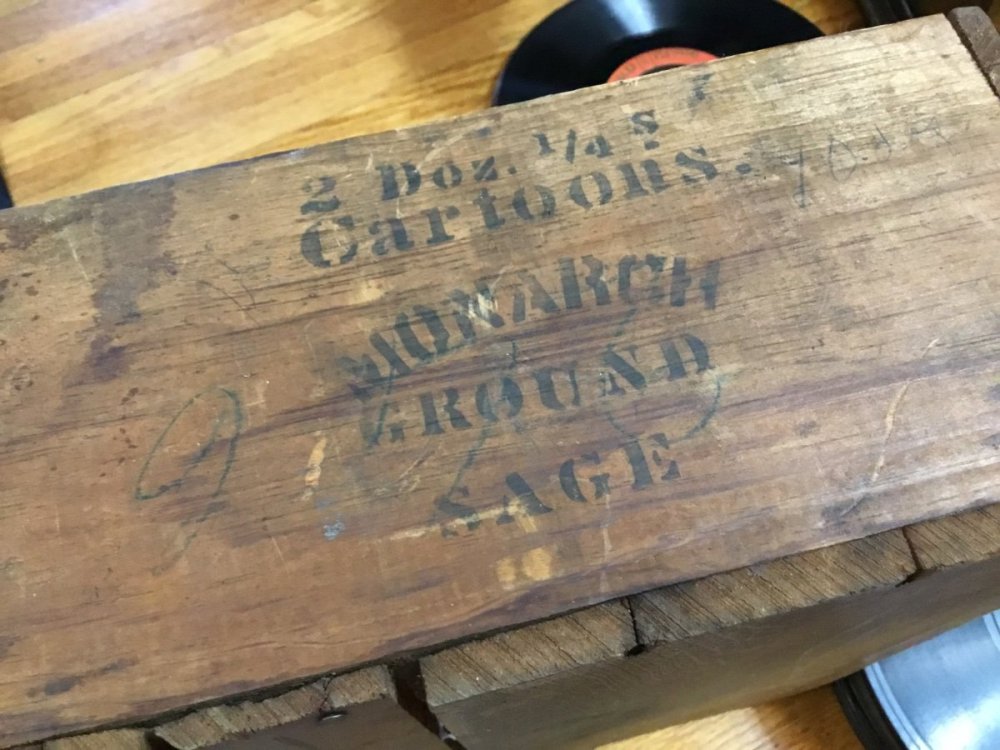 2 Doz. 1/4 s
Cartoons.
MONARCH
GROUND
SAGE